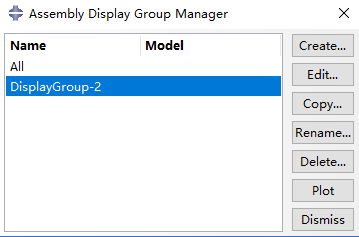 Assembly Display Group Manager
Name Model
All
DisplayGroup-2
Create...
Edit...
Copy...
Rename...
Delete...
Plot
Dismiss